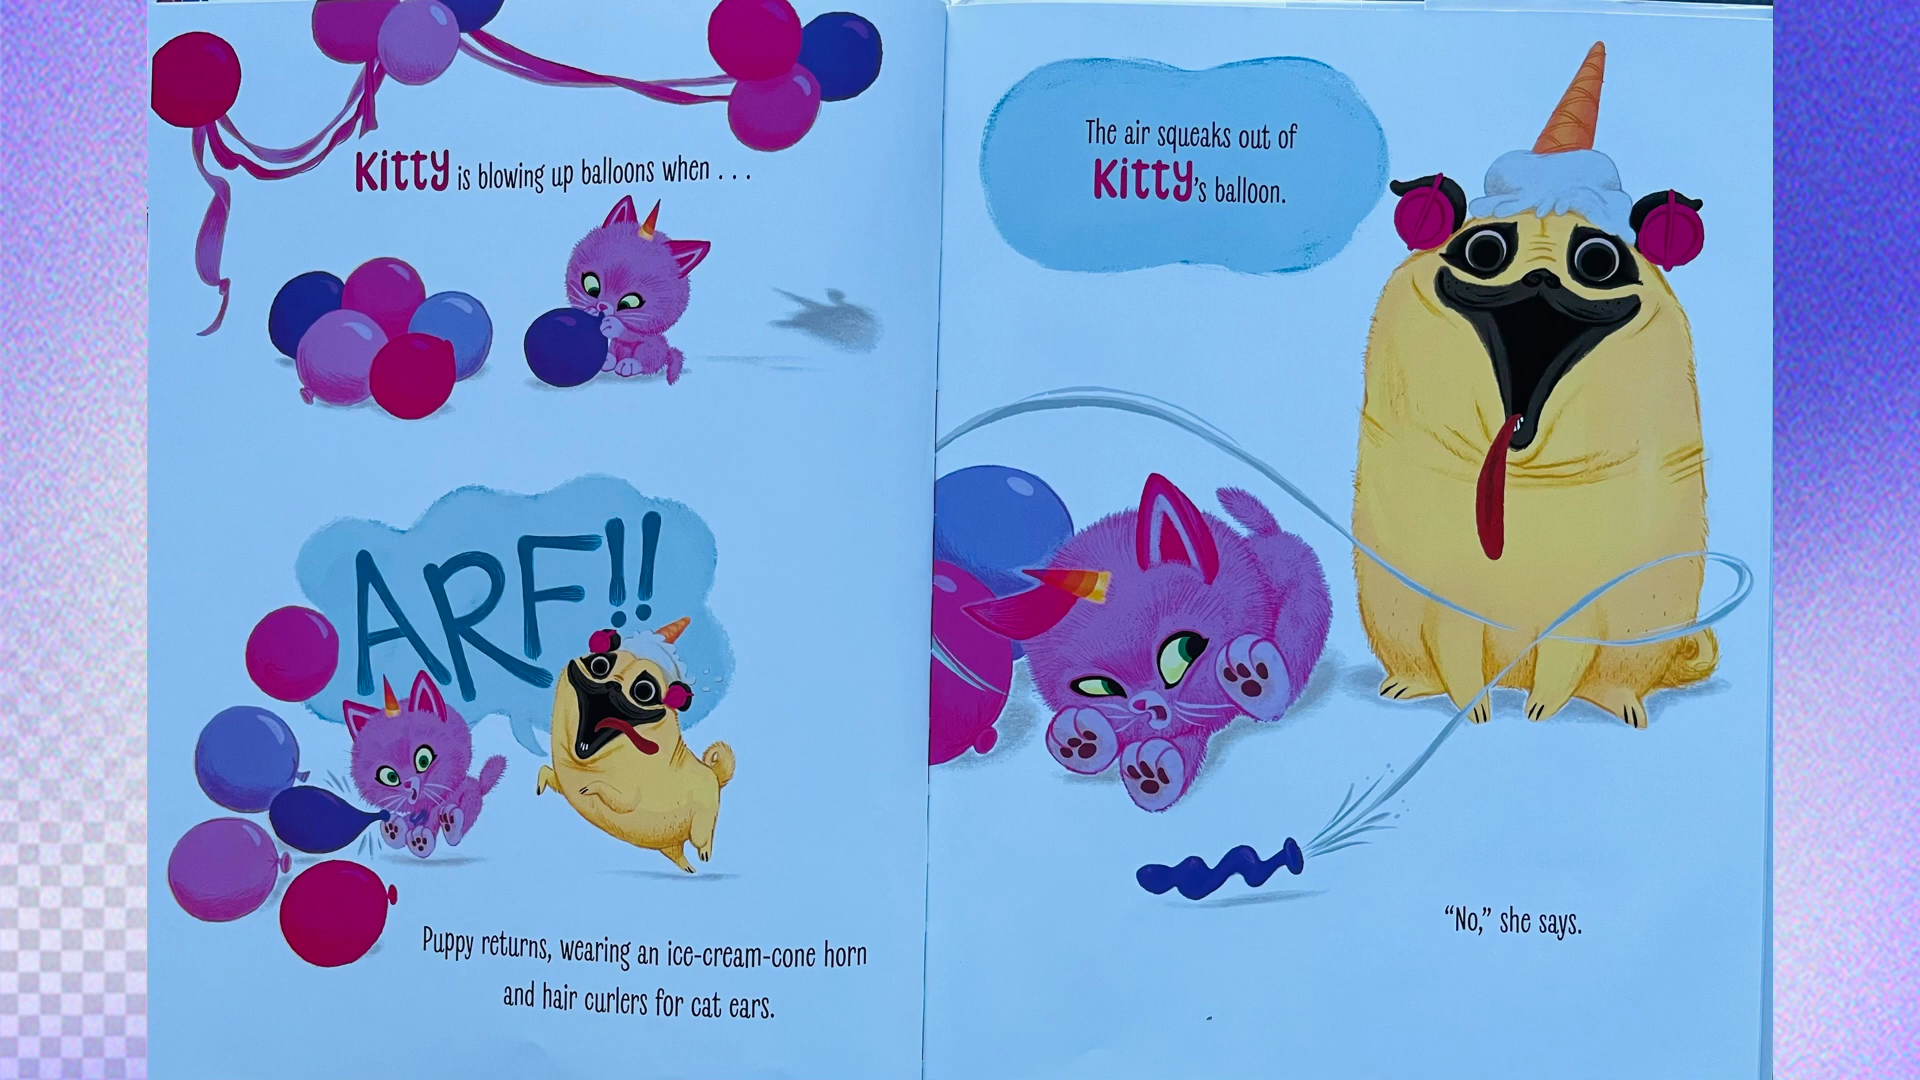 Kitty is blowing up balloons when . . .
ARF!!
Puppy returns, wearing an ice-cream-cone horn
and hair curlers for cat ears.
The air squeaks out of
Kitty’s balloon.
“No,” she says.